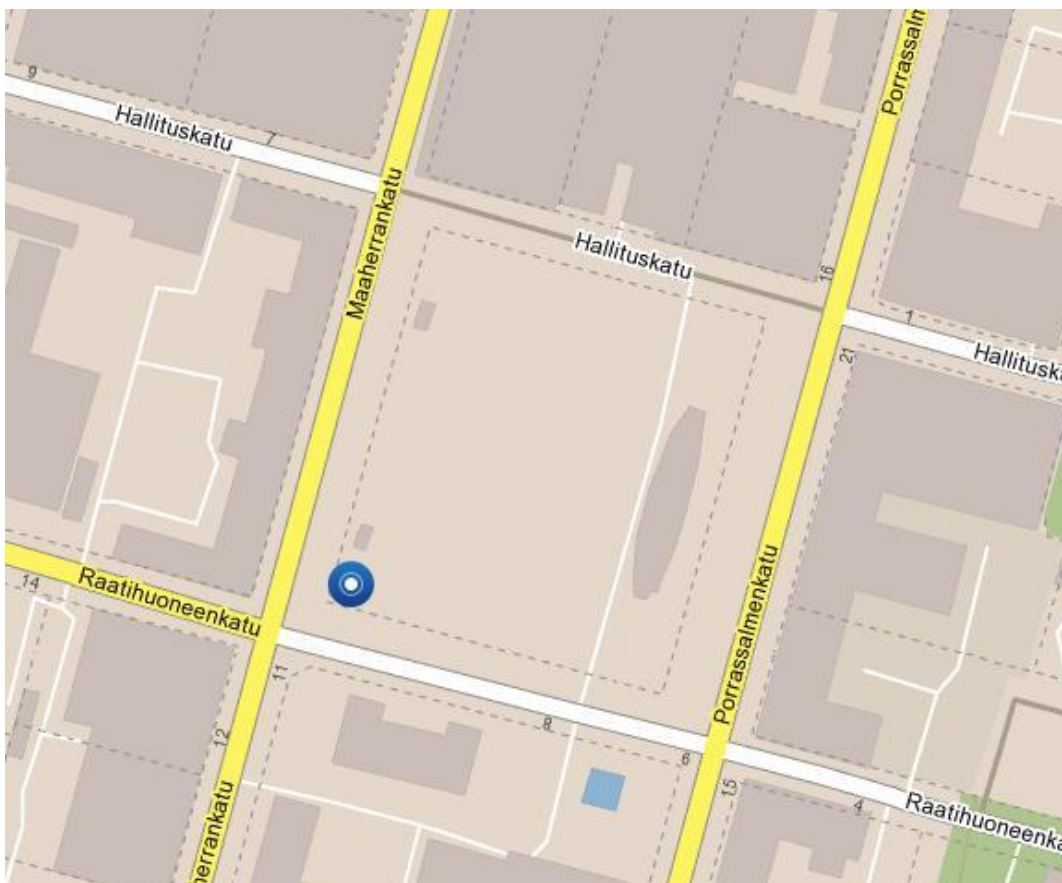 Porrassalm
9
Hallituskatu
7
Maaherrankatu
Hallituskatu
16
1
Hallituska
21
14
Raatihuoneenkatu
Porrassalmenkatu
11
12
8
6
15
4
Raatihuoneenka
herrankatu